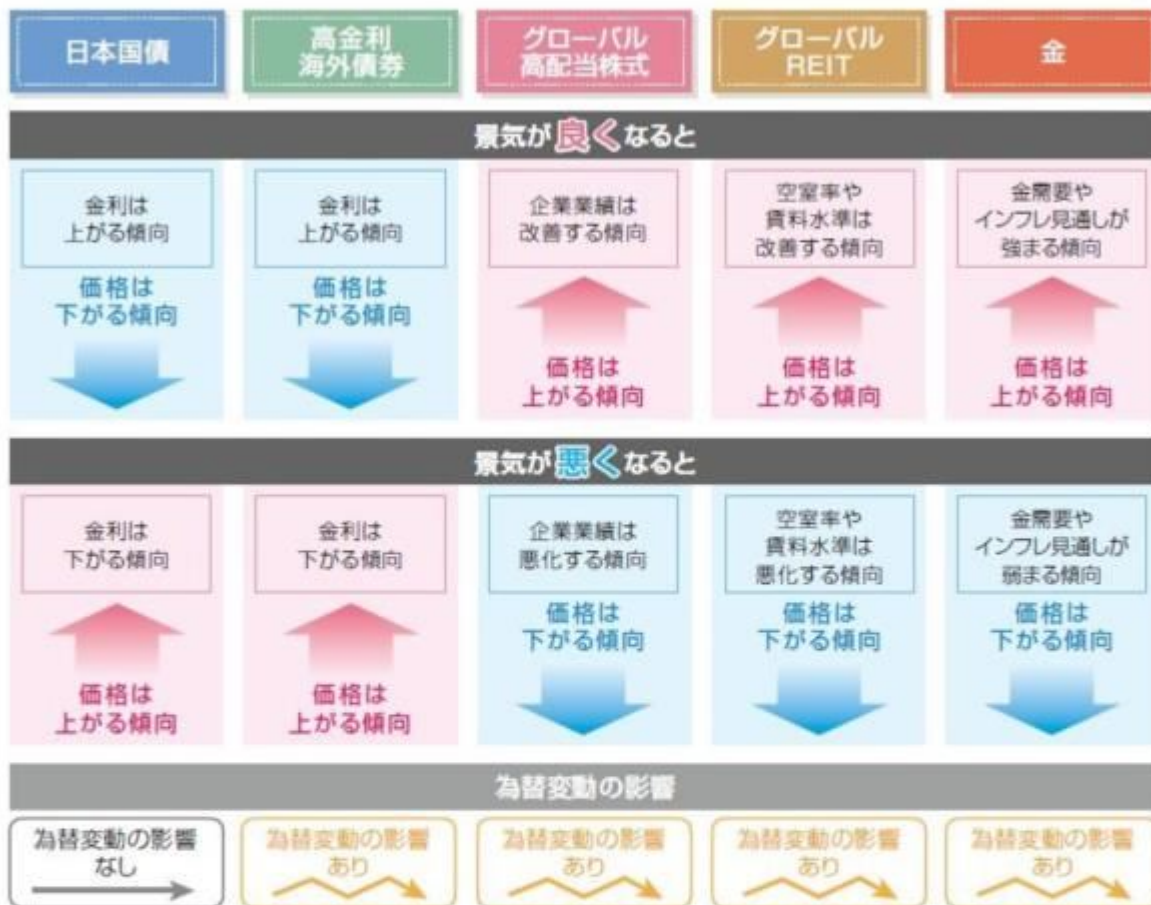 日本国債
高金利
海外債券
グローバル
高配当株式
グローバル
REIT
金
景気が良くなると
金利は
上がる傾向
価格は
下がる傾向
金利は
上がる傾向
価格は
下がる傾向
企業業績は
改善する傾向
価格は
上がる傾向
空室率や
賃料水準は
改善する傾向
価格は
上がる傾向
金需要や
インフレ見通しが
強まる傾向
価格は
上がる傾向
景気が悪くなると
金利は
下がる傾向
価格は
上がる傾向
金利は
下がる傾向
価格は
上がる傾向
企業業績は
悪化する傾向
価格は
下がる傾向
空室率や
賃料水準は
悪化する傾向
価格は
下がる傾向
金需要や
インフレ見通しが
弱まる傾向
価格は
下がる傾向
為替変動の影響
為替変動の影響
なし
為替変動の影響
あり
為替変動の影響
あり
為替変動の影響
あり
為替変動の影響
あり